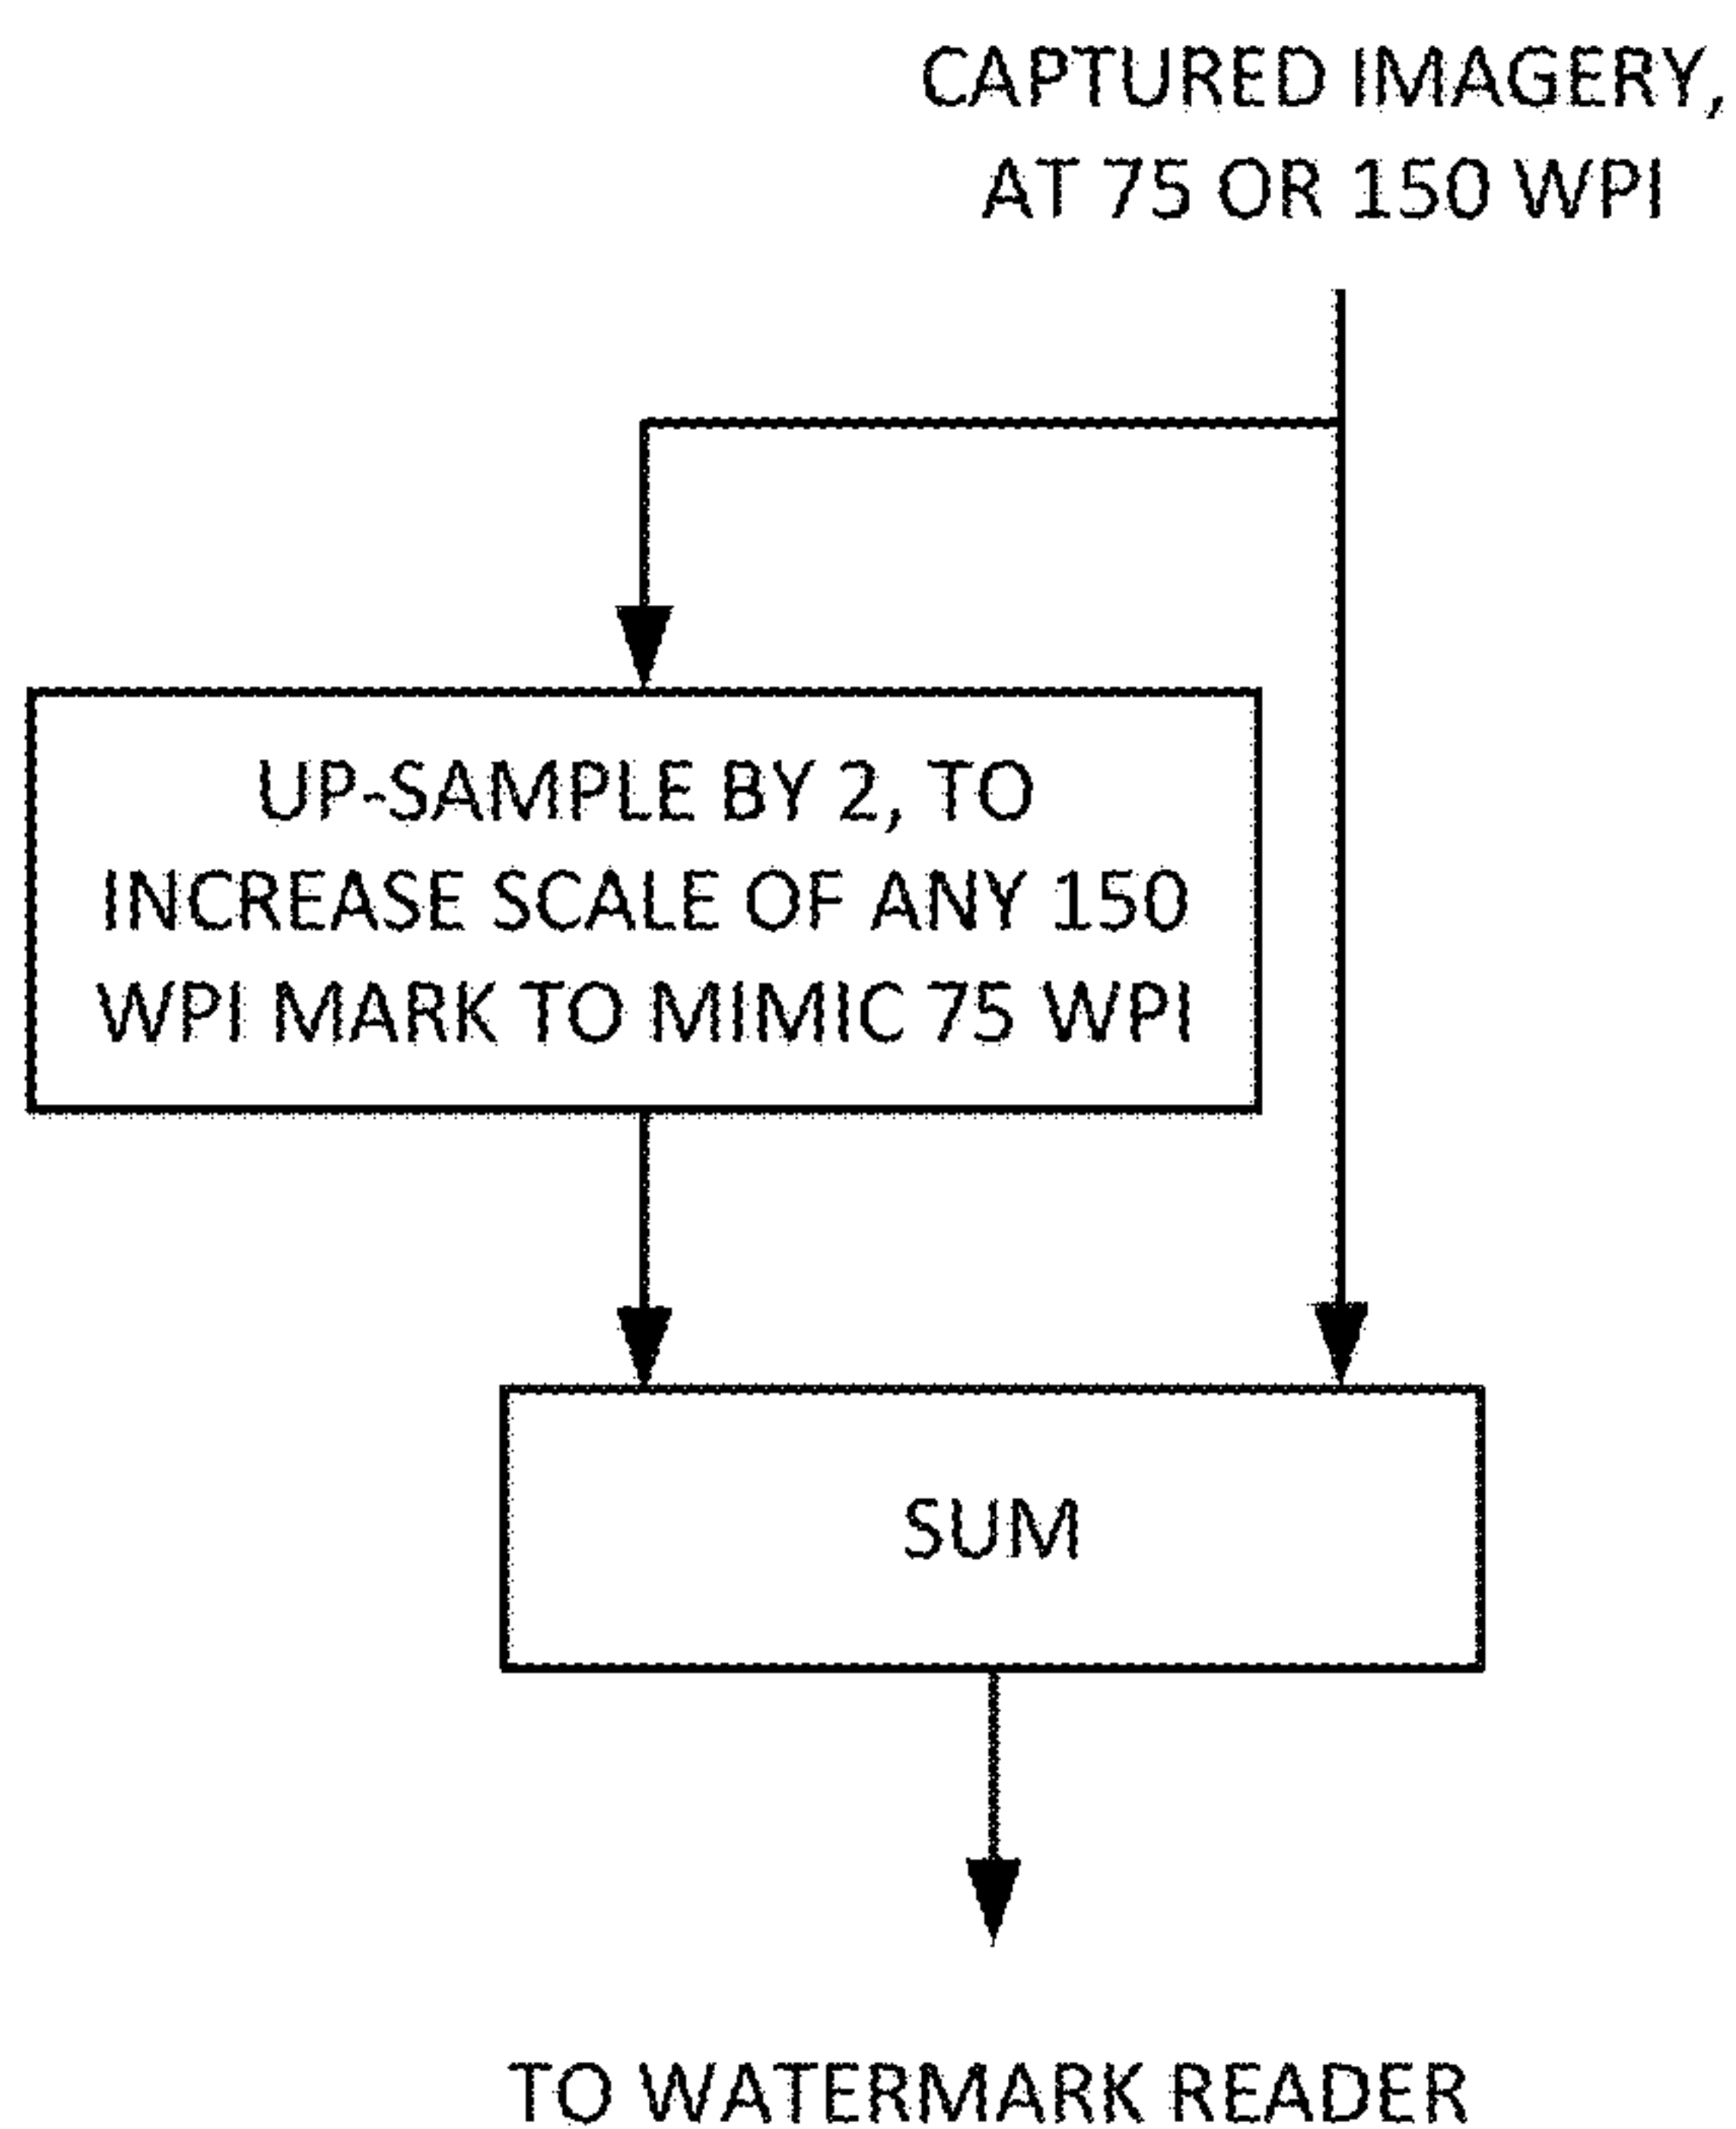 CAPTURED IMAGERY,
AT 75 OR 150 WPI
UP-SAMPLE BY 2, TO
INCREASE SCALE OF ANY 150
WPI MARK TO MIMIC 75 WPI
SUM
TO WATERMARK READER